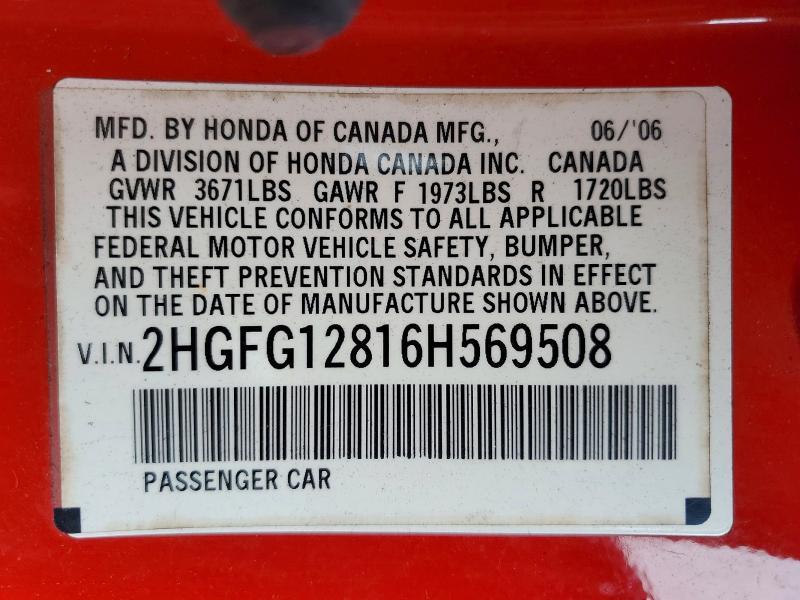 MFD. BY HONDA OF CANADA MFG., 06/'06
A DIVISION OF HONDA CANADA INC. CANADA
GVWR 3671LBS GAWR F 1973LBS R 1720LBS
THIS VEHICLE CONFORMS TO ALL APPLICABLE
FEDERAL MOTOR VEHICLE SAFETY, BUMPER,
AND THEFT PREVENTION STANDARDS IN EFFECT
ON THE DATE OF MANUFACTURE SHOWN ABOVE.
V.I.N. 2HGFG12816H569508
PASSENGER CAR